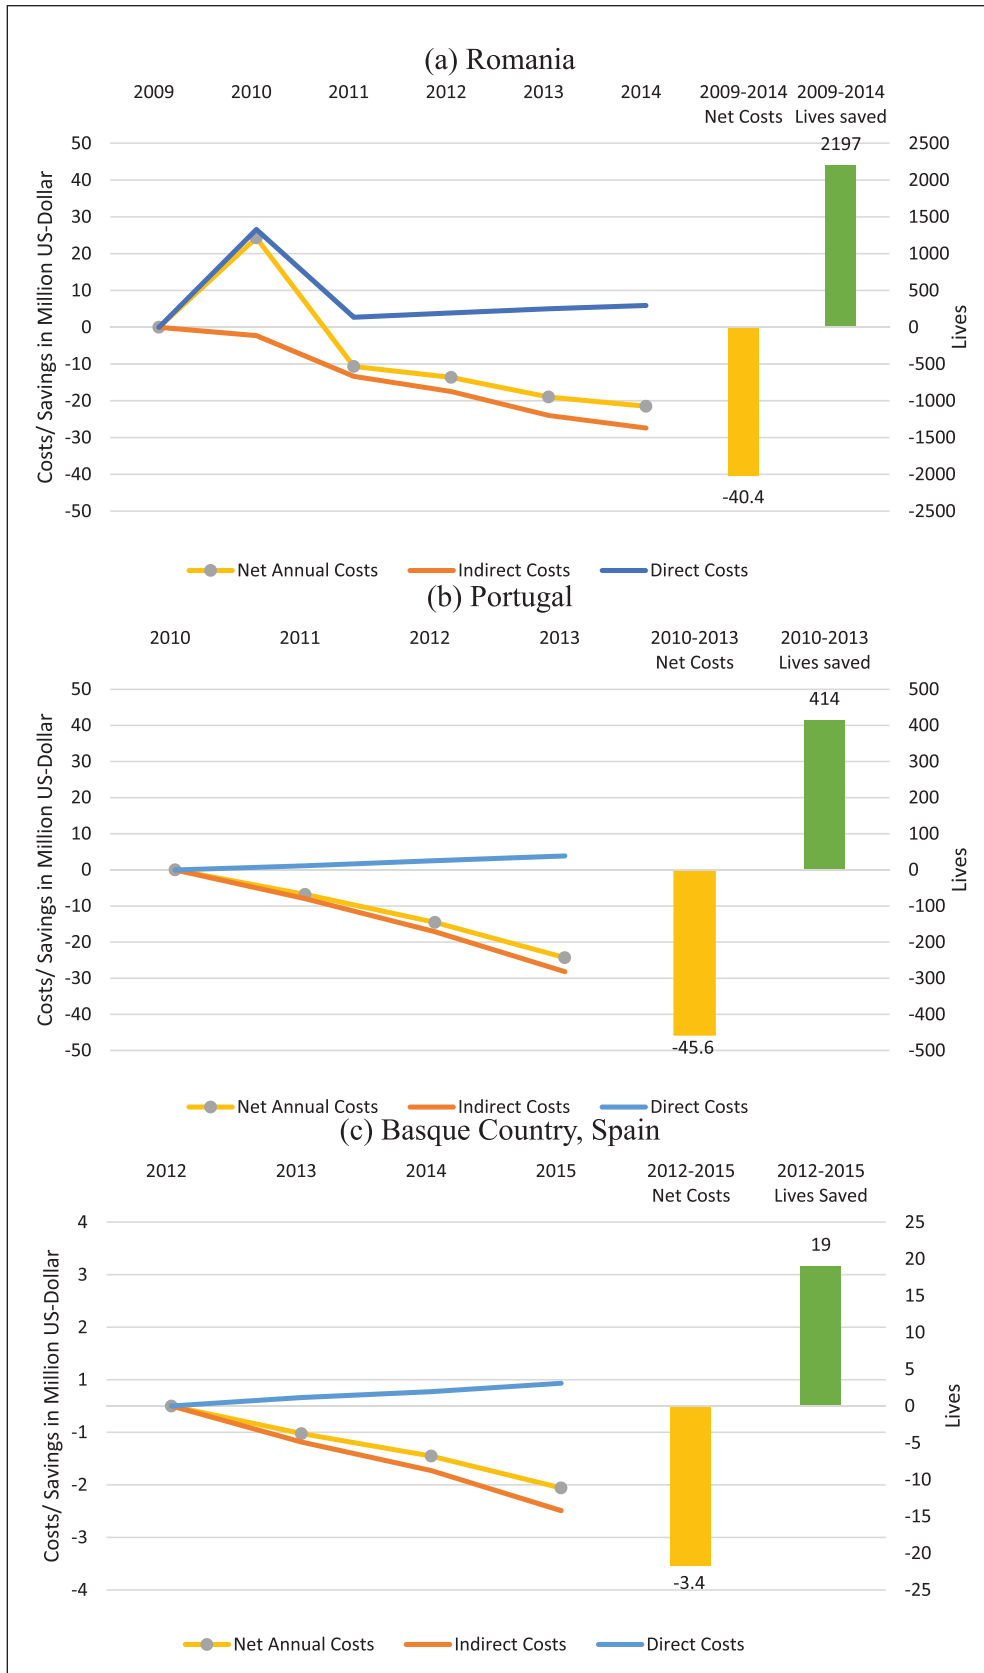 (a) Romania
2009 2010 2011 2012 2013 2014 2009-2014 2009-2014
Net Costs Lives saved
2197
50 2500
40 2000
30 1500
20 1000
10 500
0 0
-10 -500
-20 -1000
-30 -1500
-40 -2000
-50 -2500
-40.4
Costs/ Savings in Million US-Dollar
Lives
Net Annual Costs Indirect Costs Direct Costs
(b) Portugal
2010 2011 2012 2013 2010-2013 2010-2013
Net Costs Lives saved
50 500
414
40 400
30 300
20 200
10 100
0 0
-10 -100
-20 -200
-30 -300
-40 -400
-50 -500
-45.6
Costs/ Savings in Million US-Dollar
Lives
Net Annual Costs Indirect Costs Direct Costs
(c) Basque Country, Spain
2012 2013 2014 2015 2012-2015 2012-2015
Net Costs Lives Saved
4 25
19
3 20
15
2 10
1 5
0
-1 -5
-10
-2 -15
-3 -20
-4 -25
-3.4
Costs/ Savings in Million US-Dollar
Lives
Net Annual Costs Indirect Costs Direct Costs